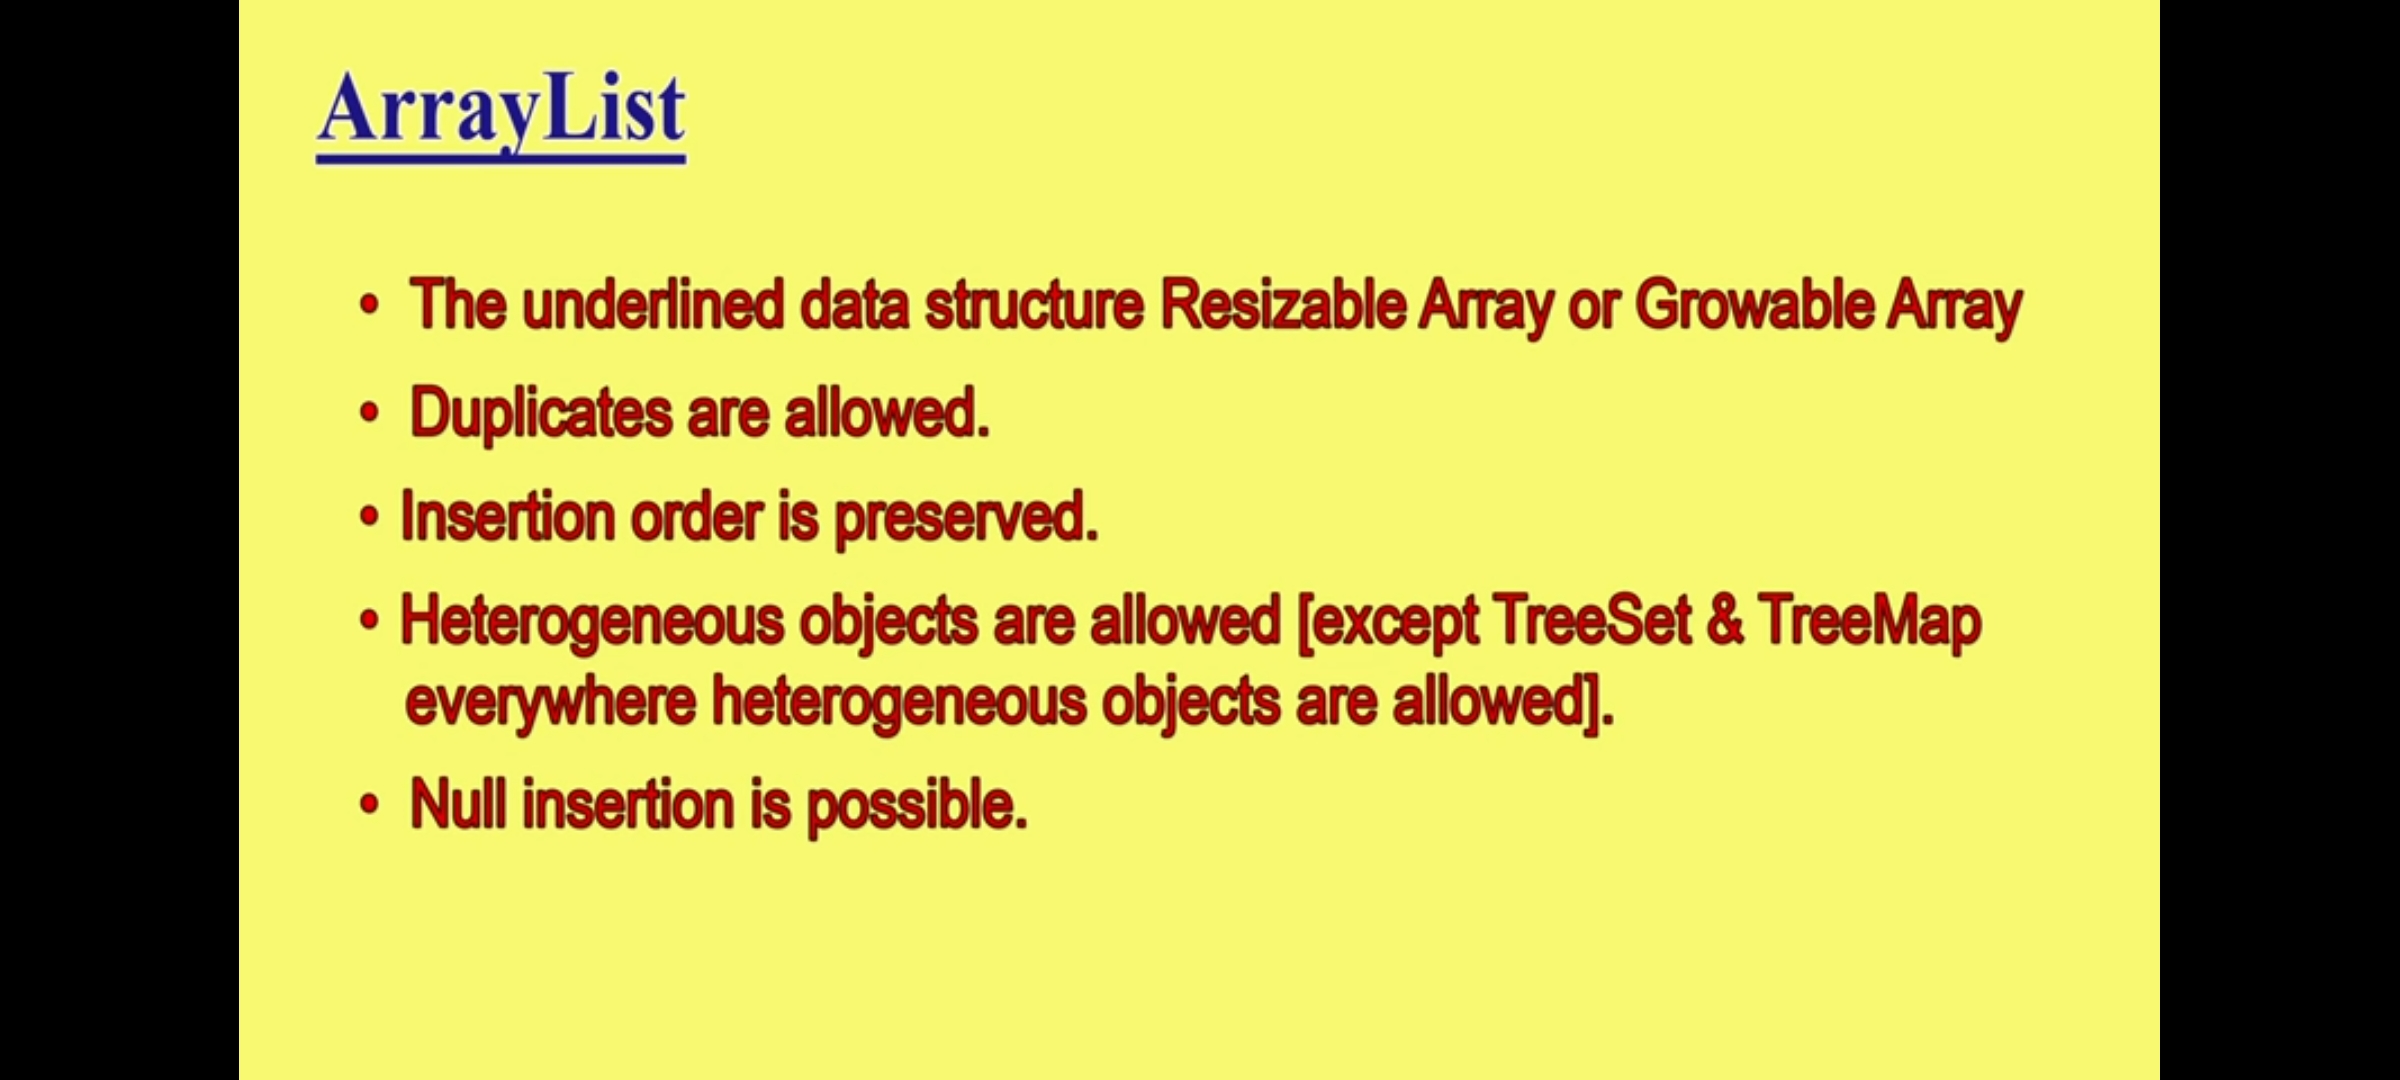 ArrayList
• The underlined data structure Resizable Array or Growable Array
• Duplicates are allowed.
• Insertion order is preserved.
• Heterogeneous objects are allowed [except TreeSet & TreeMap
everywhere heterogeneous objects are allowed].
• Null insertion is possible.